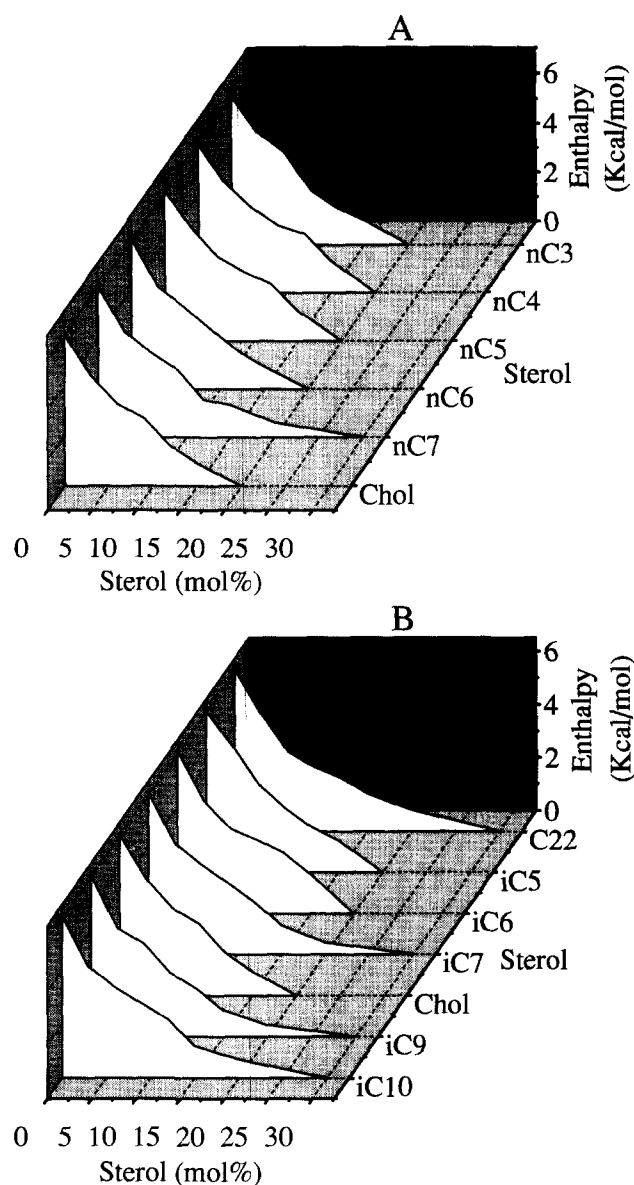 A
6
4
2
0
Enthalpy
(Kcal/mol)
nC3
nC4
nC5
Sterol
nC6
nC7
Chol
0 5 10 15 20 25 30
Sterol (mol%)
B
6
4
2
0
Enthalpy
(Kcal/mol)
C22
iC5
iC6
iC7 Sterol
Chol
iC9
iC10
0 5 10 15 20 25 30
Sterol (mol%)